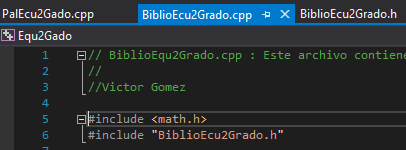 PalEcu2Gado.cpp BiblioEcu2Grado.cpp BiblioEcu2Grado.h
Equ2Gado
1 // BiblioEqu2Grado.cpp : Este archivo contiene
2 //
3 //Victor Gomez
4
5 #include <math.h>
6 #include "BiblioEcu2Grado.h"